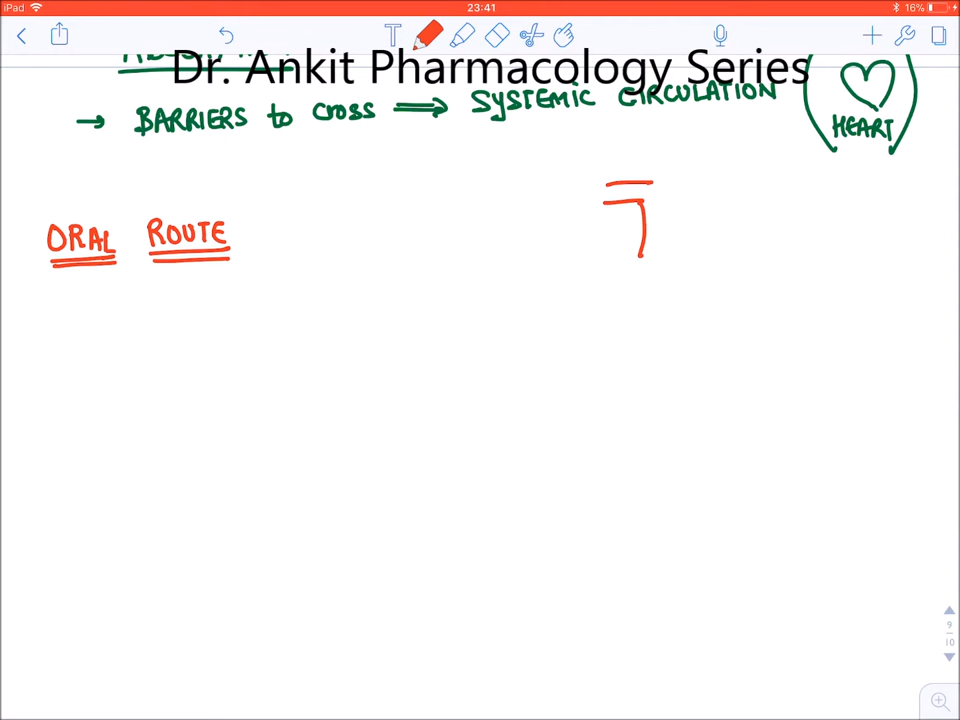 iPad 23:41 16%
T
Dr. Ankit Pharmacology Series
→ BARRIERS to cross ⟹ SYSTEMIC CIRCULATION
HEART
ORAL ROUTE
9
10